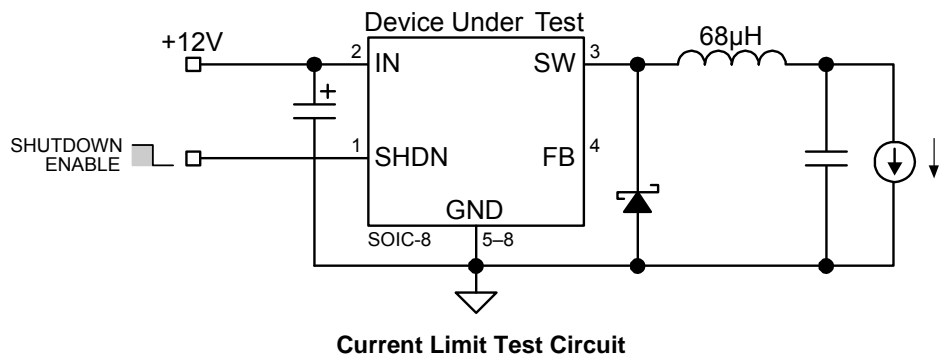 Device Under Test
+12V
2
IN
SW
3
68µH
+
SHUTDOWN
ENABLE
1
SHDN
FB
4
GND
SOIC-8
5–8
Current Limit Test Circuit